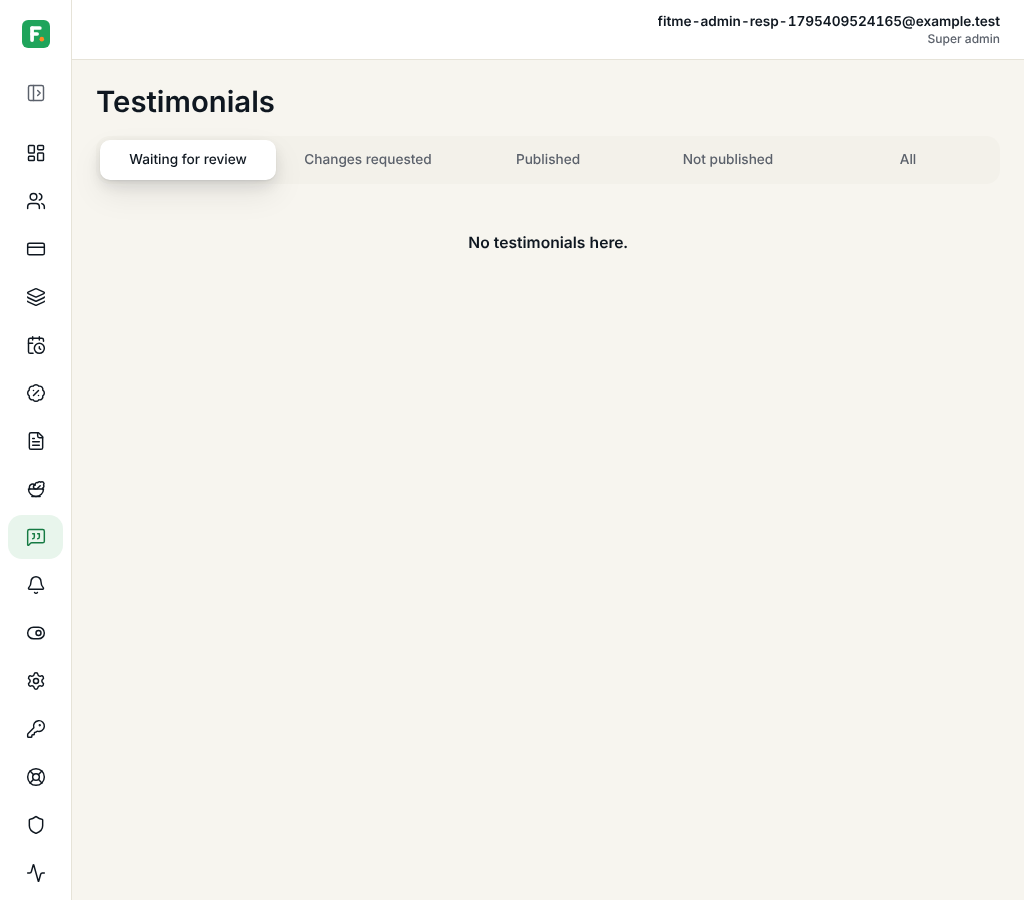 F.
fitme-admin-resp-1795409524165@example.test
Super admin
Testimonials
Waiting for review
Changes requested
Published
Not published
All
No testimonials here.